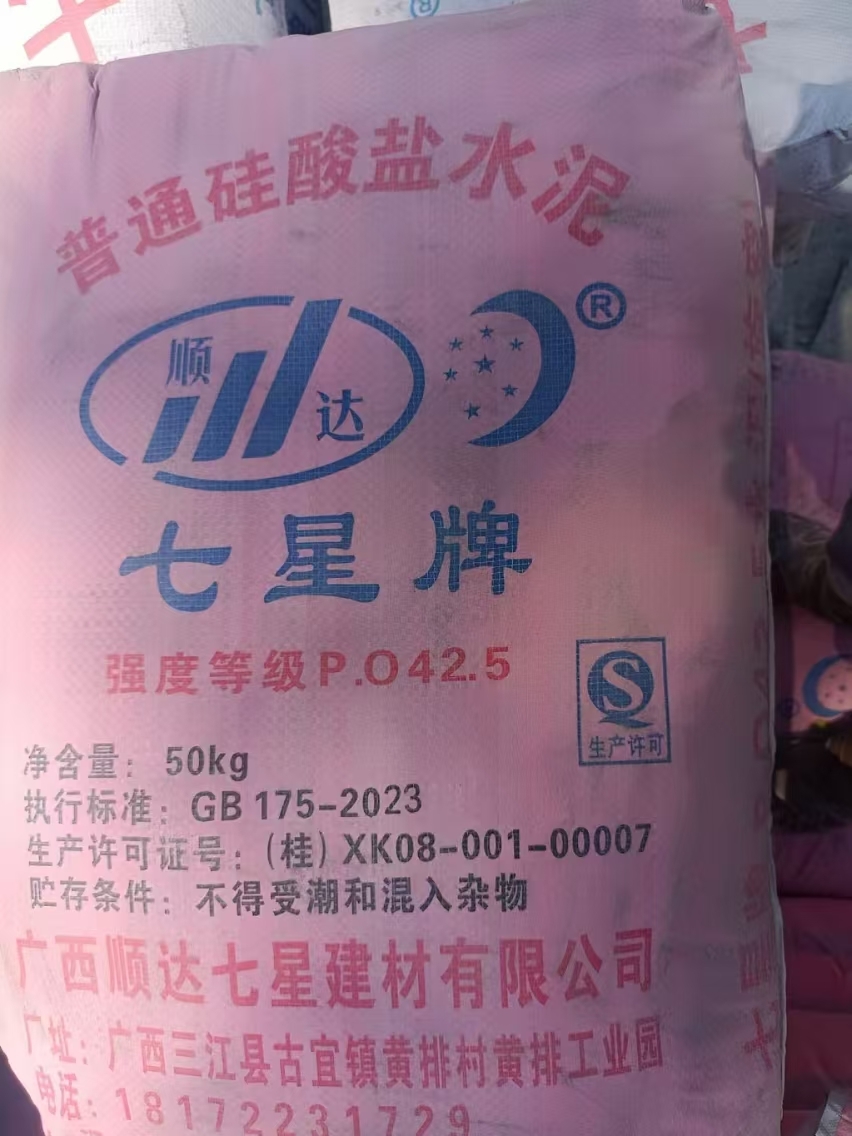 普通硅酸盐水泥
顺达
®
七星牌
强度等级P.O42.5
S
生产许可
净含量：50kg
执行标准：GB 175-2023
生产许可证号：(桂) XK08-001-00007
贮存条件：不得受潮和混入杂物
广西顺达七星建材有限公司
厂址：广西三江县古宜镇黄排村黄排工业园
电话：18172231729